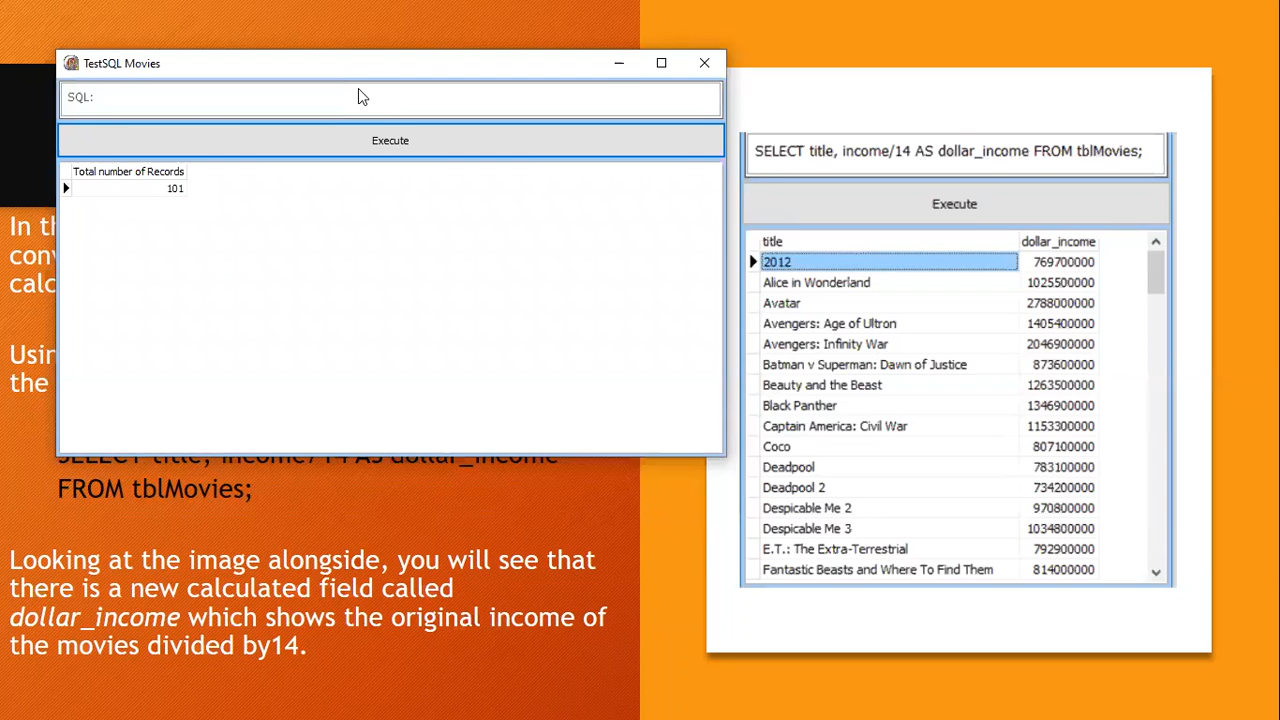 TestSQL Movies
SQL:
Execute
Total number of Records
101
In th
conv
calc
Usin
the
SELECT title, income/14 AS dollar_income
FROM tblMovies;
Looking at the image alongside, you will see that
there is a new calculated field called
dollar_income which shows the original income of
the movies divided by14.
SELECT title, income/14 AS dollar_income FROM tblMovies;
Execute
title dollar_income
2012 769700000
Alice in Wonderland 1025500000
Avatar 2788000000
Avengers: Age of Ultron 1405400000
Avengers: Infinity War 2046900000
Batman v Superman: Dawn of Justice 873600000
Beauty and the Beast 1263500000
Black Panther 1346900000
Captain America: Civil War 1153300000
Coco 807100000
Deadpool 783100000
Deadpool 2 734200000
Despicable Me 2 970800000
Despicable Me 3 1034800000
E.T.: The Extra-Terrestrial 792900000
Fantastic Beasts and Where To Find Them 814000000